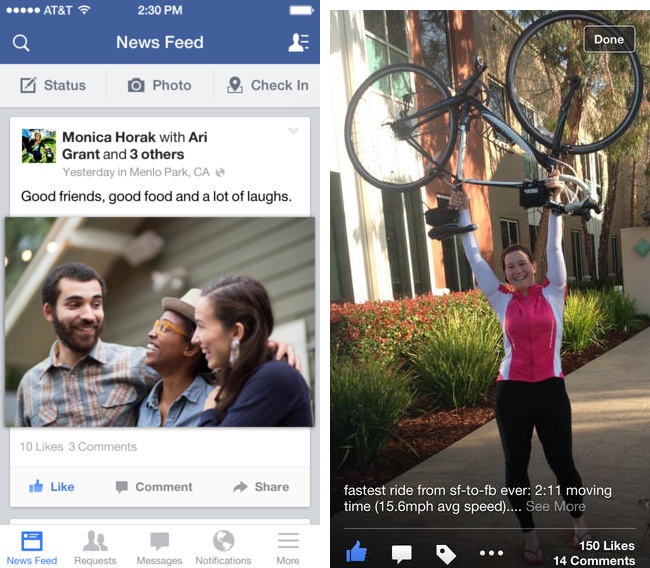 AT&T 2:30 PM
News Feed
Status Photo Check In
Monica Horak with Ari
Grant and 3 others
Yesterday in Menlo Park, CA
Good friends, good food and a lot of laughs.
10 Likes 3 Comments
Like Comment Share
News Feed Requests Messages Notifications More
Done
fastest ride from sf-to-fb ever: 2:11 moving
time (15.6mph avg speed).... See More
150 Likes
14 Comments